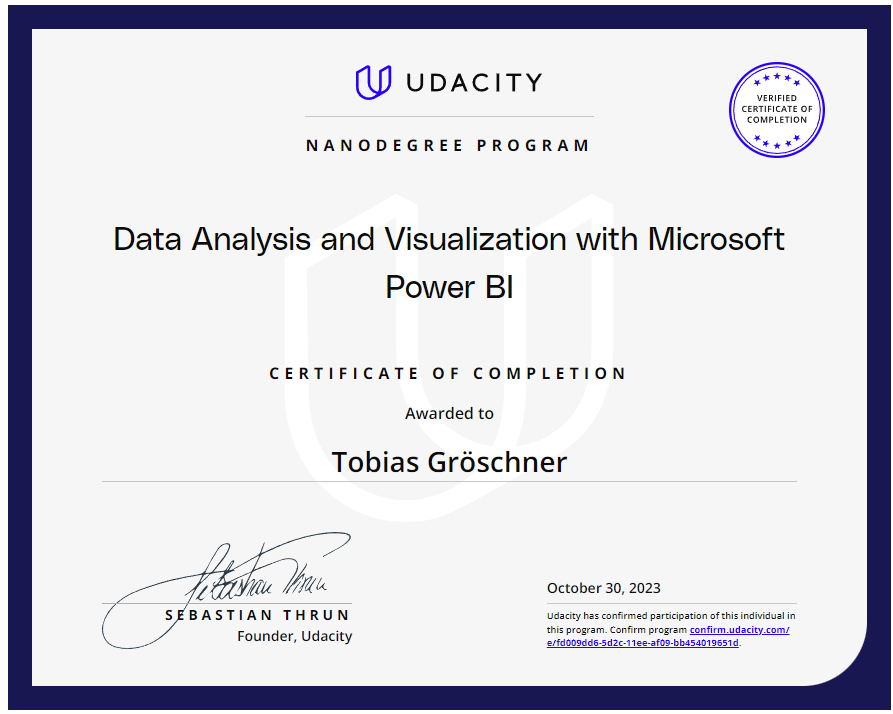 UDACITY
VERIFIED
CERTIFICATE OF
COMPLETION
NANODEGREE PROGRAM
Data Analysis and Visualization with Microsoft
Power BI
CERTIFICATE OF COMPLETION
Awarded to
Tobias Gröschner
Sebastian Thrun
SEBASTIAN THRUN
Founder, Udacity
October 30, 2023
Udacity has confirmed participation of this individual in
this program. Confirm program confirm.udacity.com/
e/fd009dd6-5d2c-11ee-af09-bb454019651d.